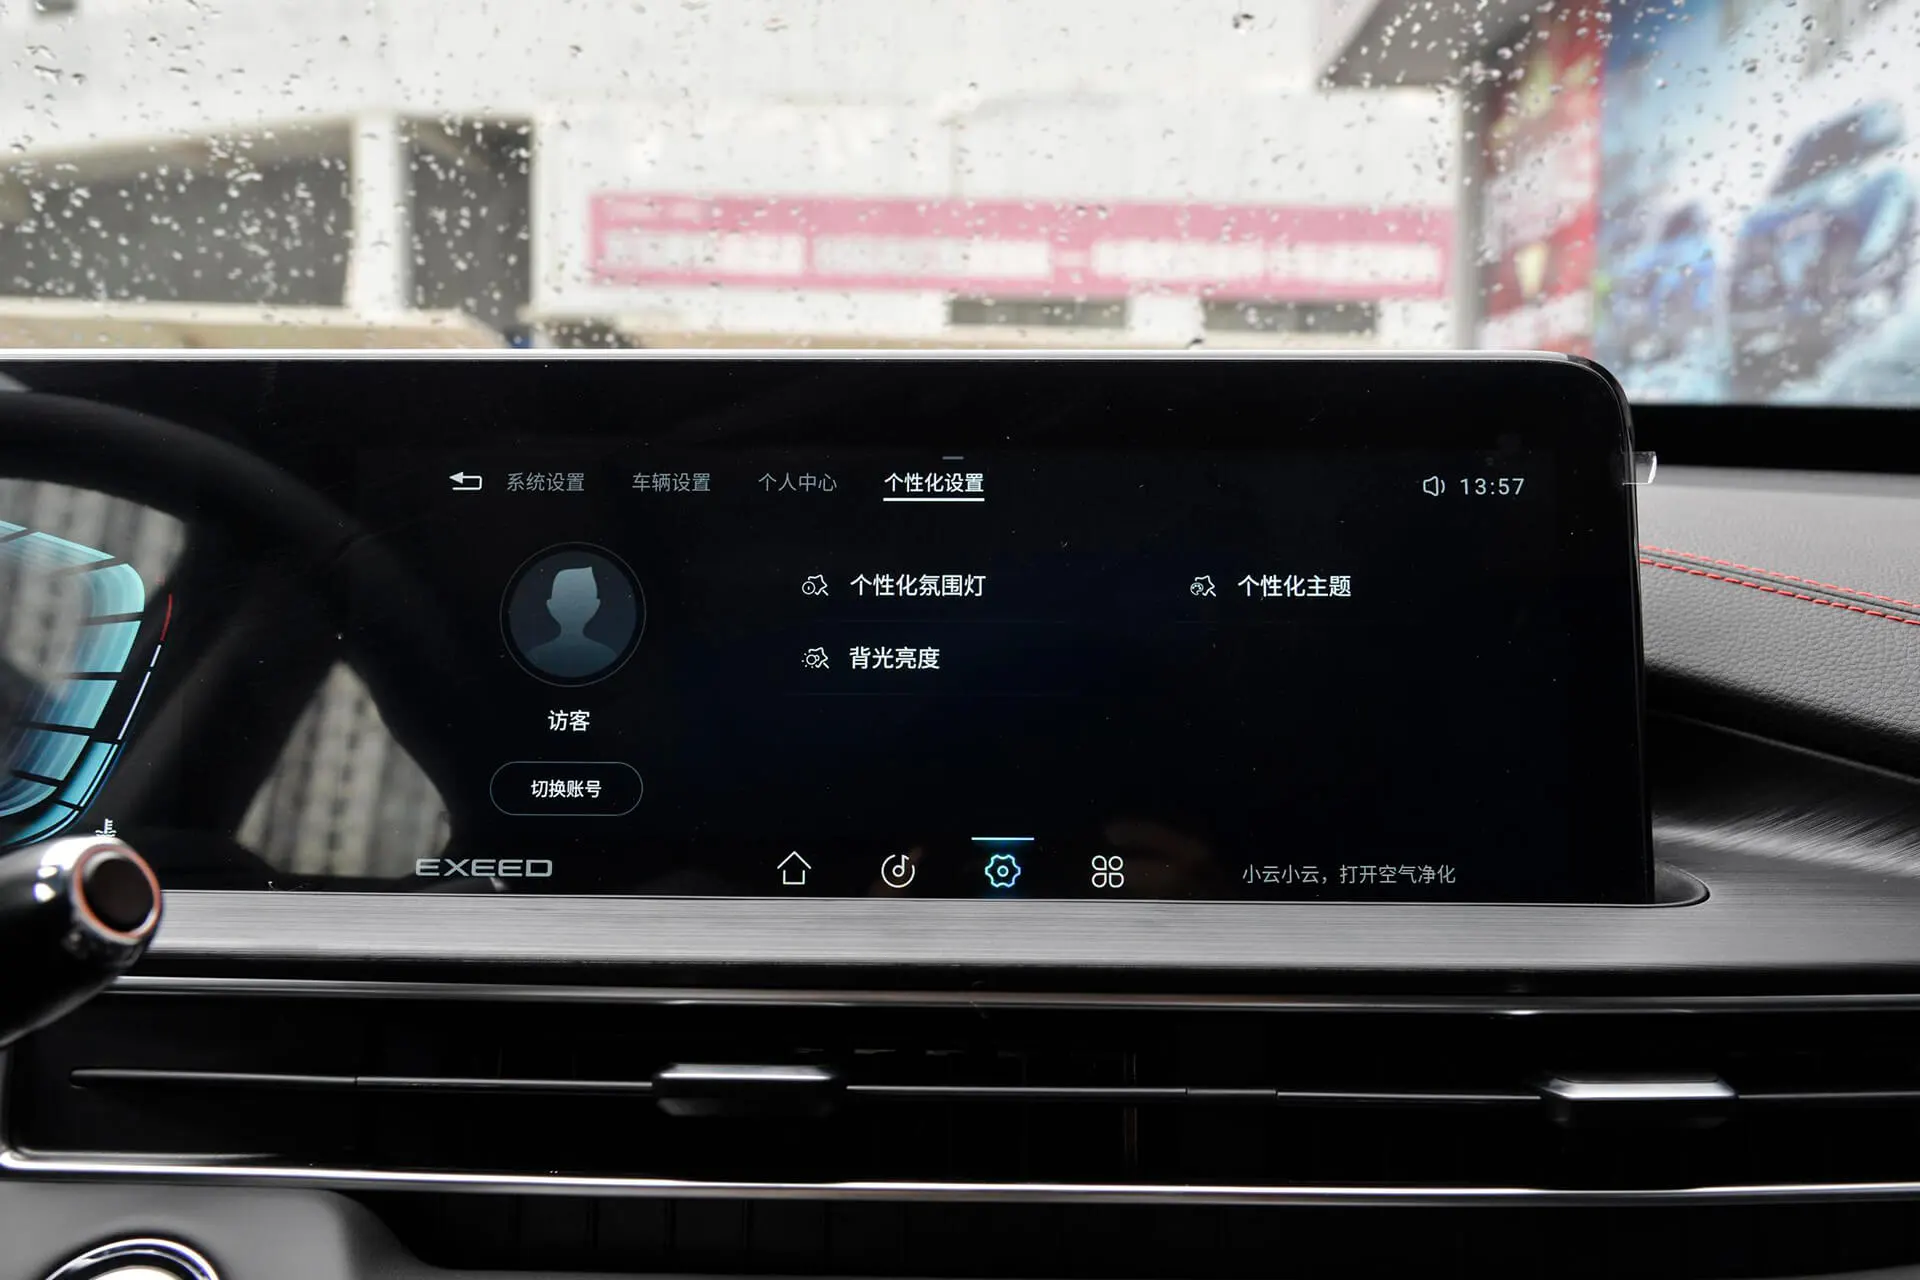 系统设置 车辆设置 个人中心 个性化设置 13:57
个性化氛围灯 个性化主题
背光亮度
访客
切换账号
EXEED 小云小云，打开空气净化